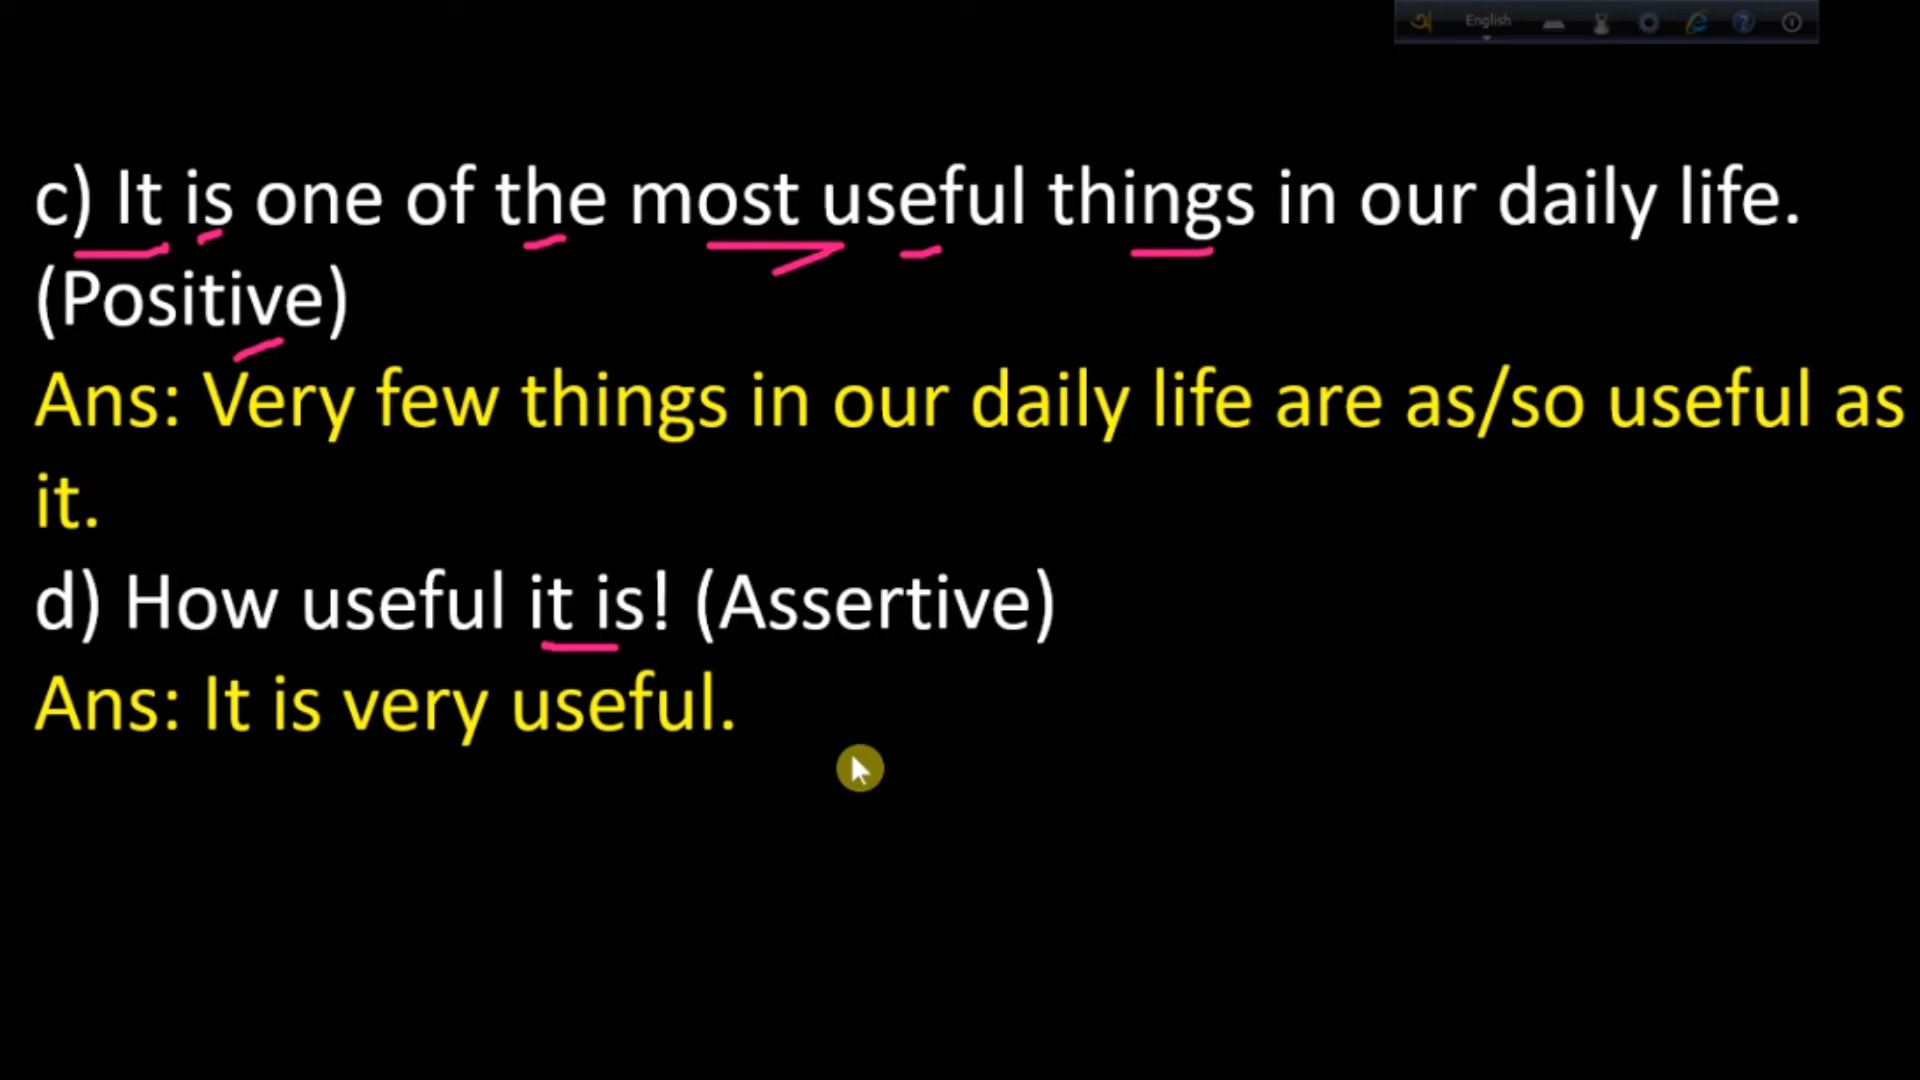 অ English
c) It is one of the most useful things in our daily life.
(Positive)
Ans: Very few things in our daily life are as/so useful as
it.
d) How useful it is! (Assertive)
Ans: It is very useful.